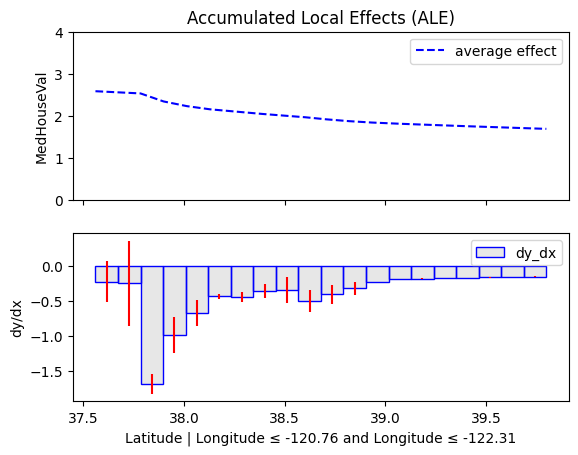 Accumulated Local Effects (ALE)
4
3
2
1
0
MedHouseVal
average effect
0.0
−0.5
−1.0
−1.5
dy/dx
dy_dx
37.5 38.0 38.5 39.0 39.5
Latitude | Longitude ≤ -120.76 and Longitude ≤ -122.31